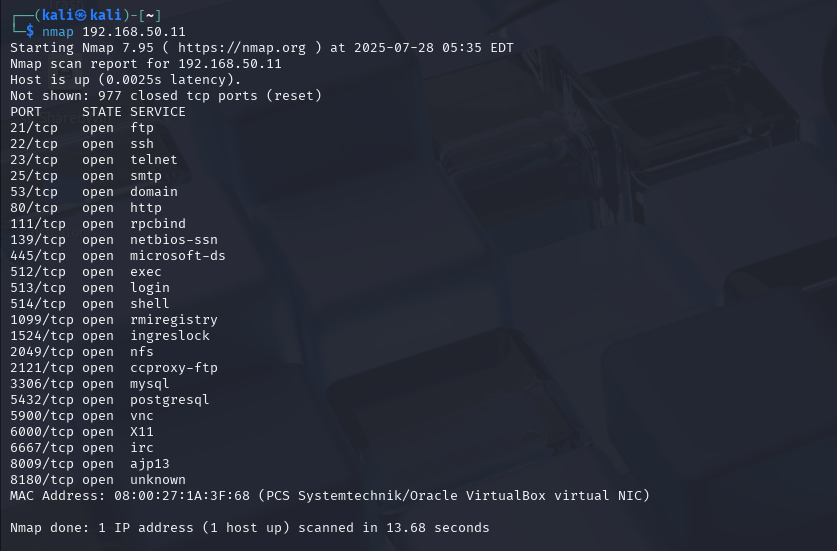 ┌──(kali㉿kali)-[~]
└─$ nmap 192.168.50.11
Starting Nmap 7.95 ( https://nmap.org ) at 2025-07-28 05:35 EDT
Nmap scan report for 192.168.50.11
Host is up (0.0025s latency).
Not shown: 977 closed tcp ports (reset)
PORT     STATE SERVICE
21/tcp   open  ftp
22/tcp   open  ssh
23/tcp   open  telnet
25/tcp   open  smtp
53/tcp   open  domain
80/tcp   open  http
111/tcp  open  rpcbind
139/tcp  open  netbios-ssn
445/tcp  open  microsoft-ds
512/tcp  open  exec
513/tcp  open  login
514/tcp  open  shell
1099/tcp open  rmiregistry
1524/tcp open  ingreslock
2049/tcp open  nfs
2121/tcp open  ccproxy-ftp
3306/tcp open  mysql
5432/tcp open  postgresql
5900/tcp open  vnc
6000/tcp open  X11
6667/tcp open  irc
8009/tcp open  ajp13
8180/tcp open  unknown
MAC Address: 08:00:27:1A:3F:68 (PCS Systemtechnik/Oracle VirtualBox virtual NIC)

Nmap done: 1 IP address (1 host up) scanned in 13.68 seconds